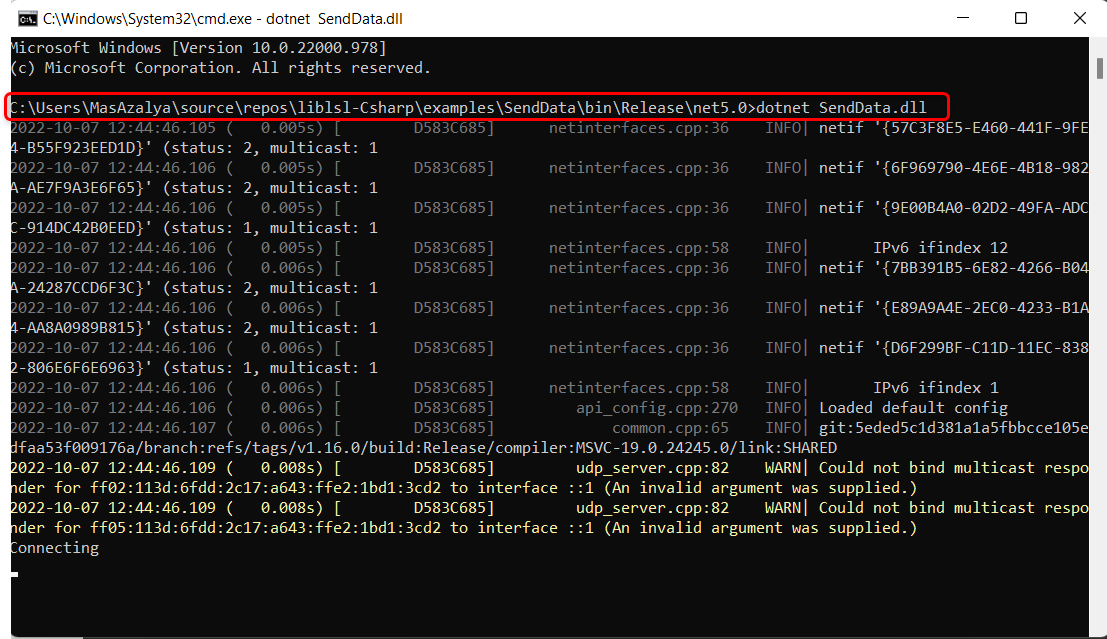 C:\Windows\System32\cmd.exe - dotnet  SendData.dll
Microsoft Windows [Version 10.0.22000.978]
(c) Microsoft Corporation. All rights reserved.
C:\Users\MasAzalya\source\repos\liblsl-Csharp\examples\SendData\bin\Release\net5.0>dotnet SendData.dll
2022-10-07 12:44:46.105 (   0.005s) [        D583C685]      netinterfaces.cpp:36    INFO| netif '{57C3F8E5-E460-441F-9FE
4-B55F923EED1D}' (status: 2, multicast: 1
2022-10-07 12:44:46.106 (   0.005s) [        D583C685]      netinterfaces.cpp:36    INFO| netif '{6F969790-4E6E-4B18-982
A-AE7F9A3E6F65}' (status: 2, multicast: 1
2022-10-07 12:44:46.106 (   0.005s) [        D583C685]      netinterfaces.cpp:36    INFO| netif '{9E00B4A0-02D2-49FA-ADC
C-914DC42B0EED}' (status: 1, multicast: 1
2022-10-07 12:44:46.106 (   0.005s) [        D583C685]      netinterfaces.cpp:58    INFO|       IPv6 ifindex 12
2022-10-07 12:44:46.106 (   0.006s) [        D583C685]      netinterfaces.cpp:36    INFO| netif '{7BB391B5-6E82-4266-B04
A-24287CCD6F3C}' (status: 2, multicast: 1
2022-10-07 12:44:46.106 (   0.006s) [        D583C685]      netinterfaces.cpp:36    INFO| netif '{E89A9A4E-2EC0-4233-B1A
4-AA8A0989B815}' (status: 2, multicast: 1
2022-10-07 12:44:46.106 (   0.006s) [        D583C685]      netinterfaces.cpp:36    INFO| netif '{D6F299BF-C11D-11EC-838
2-806E6F6E6963}' (status: 1, multicast: 1
2022-10-07 12:44:46.106 (   0.006s) [        D583C685]      netinterfaces.cpp:58    INFO|       IPv6 ifindex 1
2022-10-07 12:44:46.106 (   0.006s) [        D583C685]         api_config.cpp:270   INFO| Loaded default config
2022-10-07 12:44:46.107 (   0.006s) [        D583C685]             common.cpp:65    INFO| git:5eded5c1d381a1a5fbbcce105e
dfaa53f009176a/branch:refs/tags/v1.16.0/build:Release/compiler:MSVC-19.0.24245.0/link:SHARED
2022-10-07 12:44:46.109 (   0.008s) [        D583C685]         udp_server.cpp:82    WARN| Could not bind multicast respo
nder for ff02:113d:6fdd:2c17:a643:ffe2:1bd1:3cd2 to interface ::1 (An invalid argument was supplied.)
2022-10-07 12:44:46.109 (   0.008s) [        D583C685]         udp_server.cpp:82    WARN| Could not bind multicast respo
nder for ff05:113d:6fdd:2c17:a643:ffe2:1bd1:3cd2 to interface ::1 (An invalid argument was supplied.)
Connecting